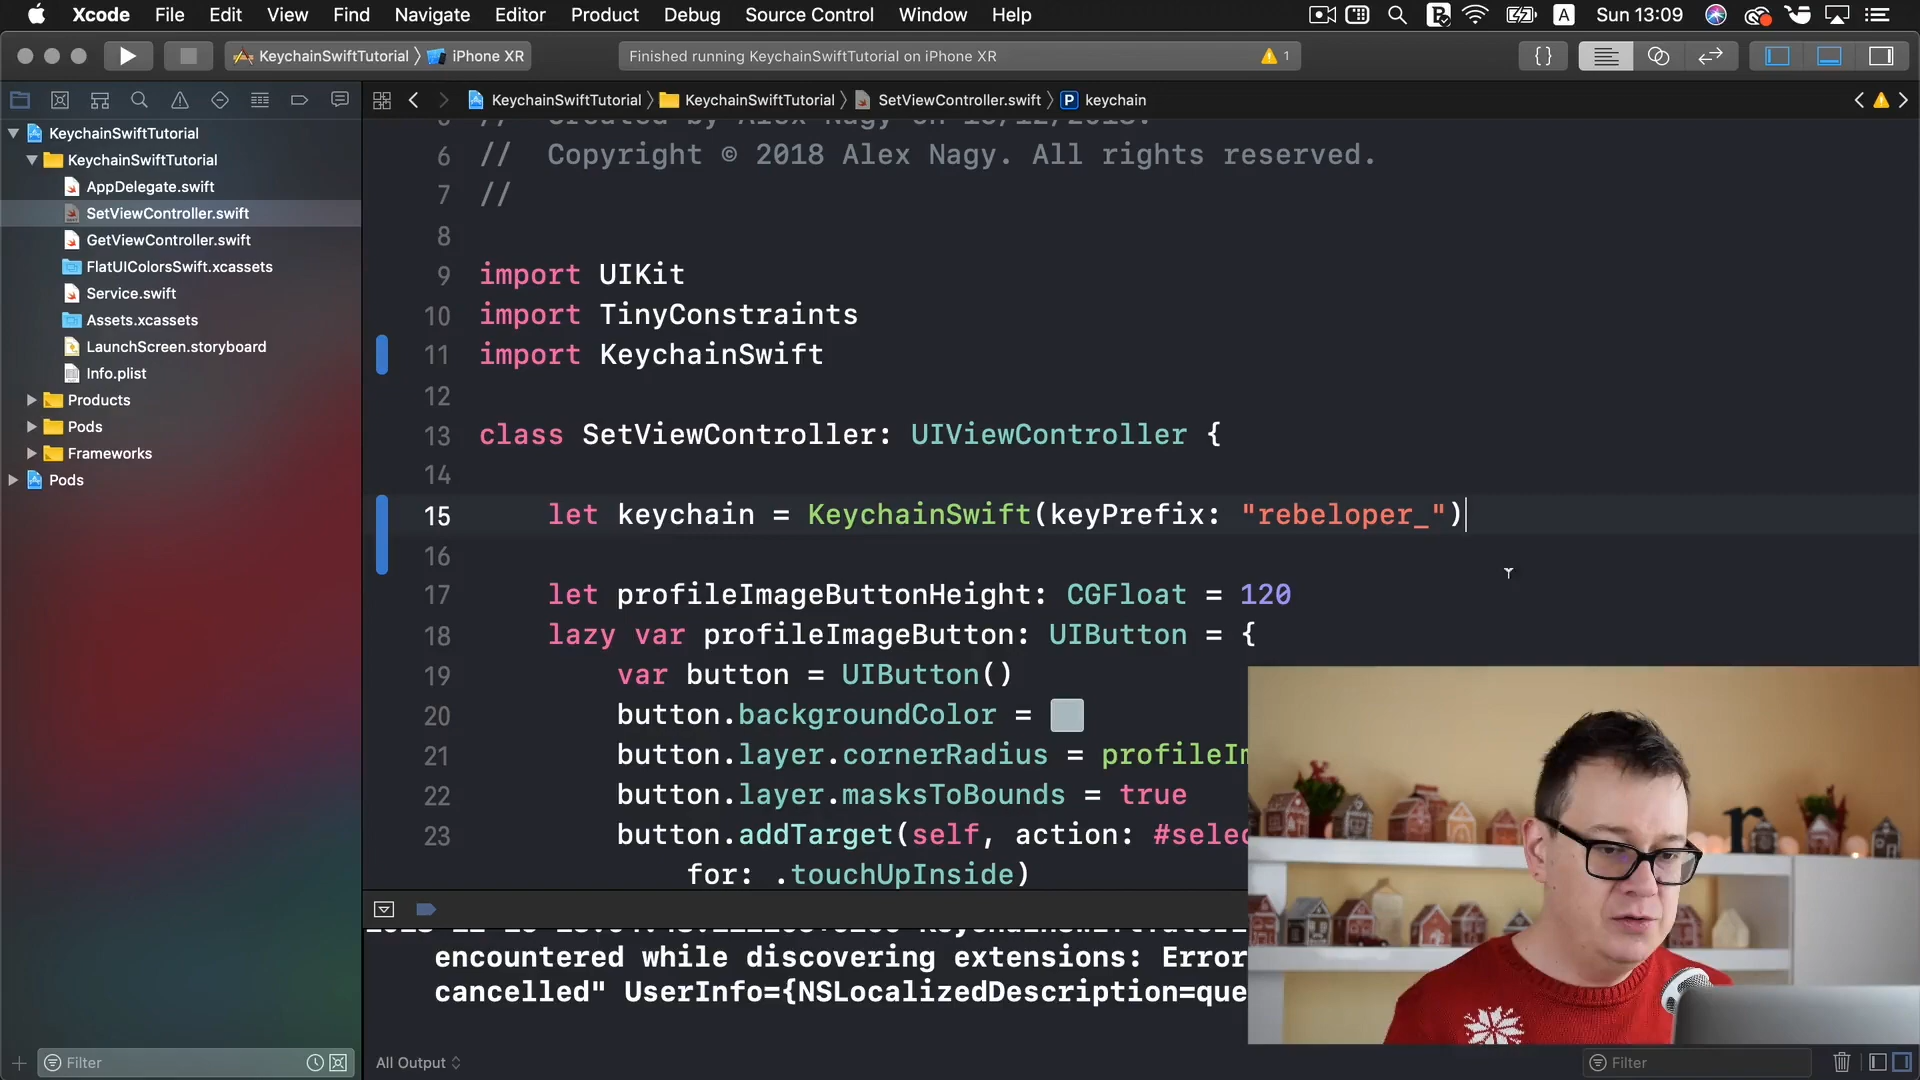 Xcode File Edit View Find Navigate Editor Product Debug Source Control Window Help Sun 13:09
KeychainSwiftTutorial iPhone XR Finished running KeychainSwiftTutorial on iPhone XR 1
KeychainSwiftTutorial KeychainSwiftTutorial SetViewController.swift keychain
KeychainSwiftTutorial
KeychainSwiftTutorial
AppDelegate.swift
SetViewController.swift
GetViewController.swift
FlatUIColorsSwift.xcassets
Service.swift
Assets.xcassets
LaunchScreen.storyboard
Info.plist
Products
Pods
Frameworks
Pods
Filter
6 //  Copyright © 2018 Alex Nagy. All rights reserved.
7 //
8
9 import UIKit
10 import TinyConstraints
11 import KeychainSwift
12
13 class SetViewController: UIViewController {
14
15 let keychain = KeychainSwift(keyPrefix: "rebeloper_")
16
17 let profileImageButtonHeight: CGFloat = 120
18 lazy var profileImageButton: UIButton = {
19 var button = UIButton()
20 button.backgroundColor =
21 button.layer.cornerRadius =
22 button.layer.masksToBounds = true
23 button.addTarget(self, action:
for: .touchUpInside)
encountered while discovering extensions: Error
cancelled" UserInfo={NSLocalizedDescription=que
All Output
Filter